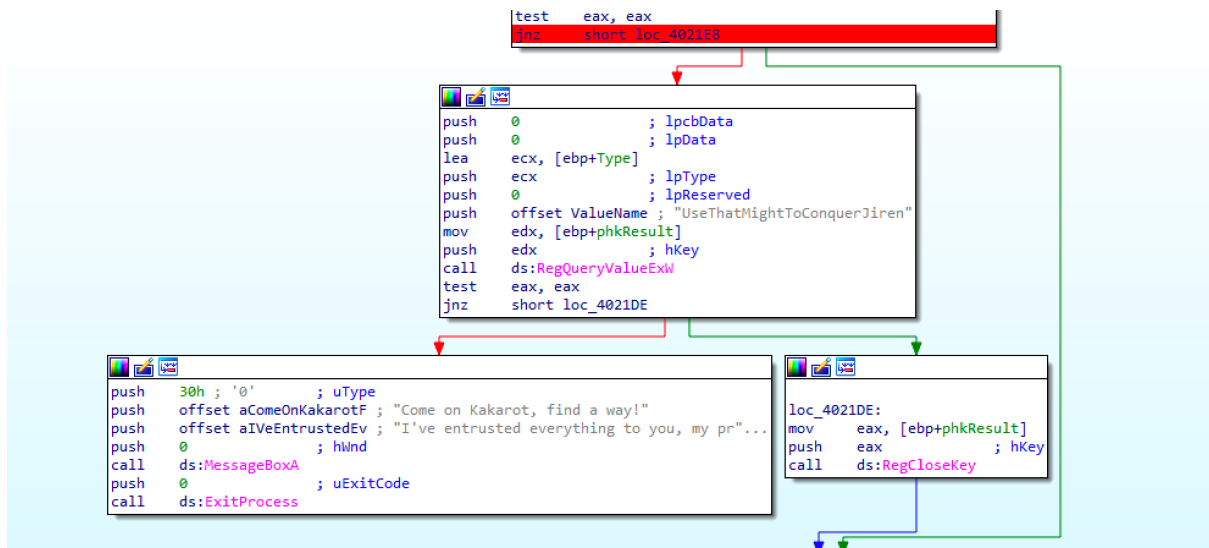 test eax, eax
jnz short loc_4021E8
push 0 ; lpcbData
push 0 ; lpData
lea ecx, [ebp+Type]
push ecx ; lpType
push 0 ; lpReserved
push offset ValueName ; "UseThatMightToConquerJiren"
mov edx, [ebp+phkResult]
push edx ; hKey
call ds:RegQueryValueExW
test eax, eax
jnz short loc_4021DE
push 30h ; '0' ; uType
push offset aComeOnKakarotF ; "Come on Kakarot, find a way!"
push offset aIVeEntrustedEv ; "I've entrusted everything to you, my pr"...
push 0 ; hWnd
call ds:MessageBoxA
push 0 ; uExitCode
call ds:ExitProcess
loc_4021DE:
mov eax, [ebp+phkResult]
push eax ; hKey
call ds:RegCloseKey